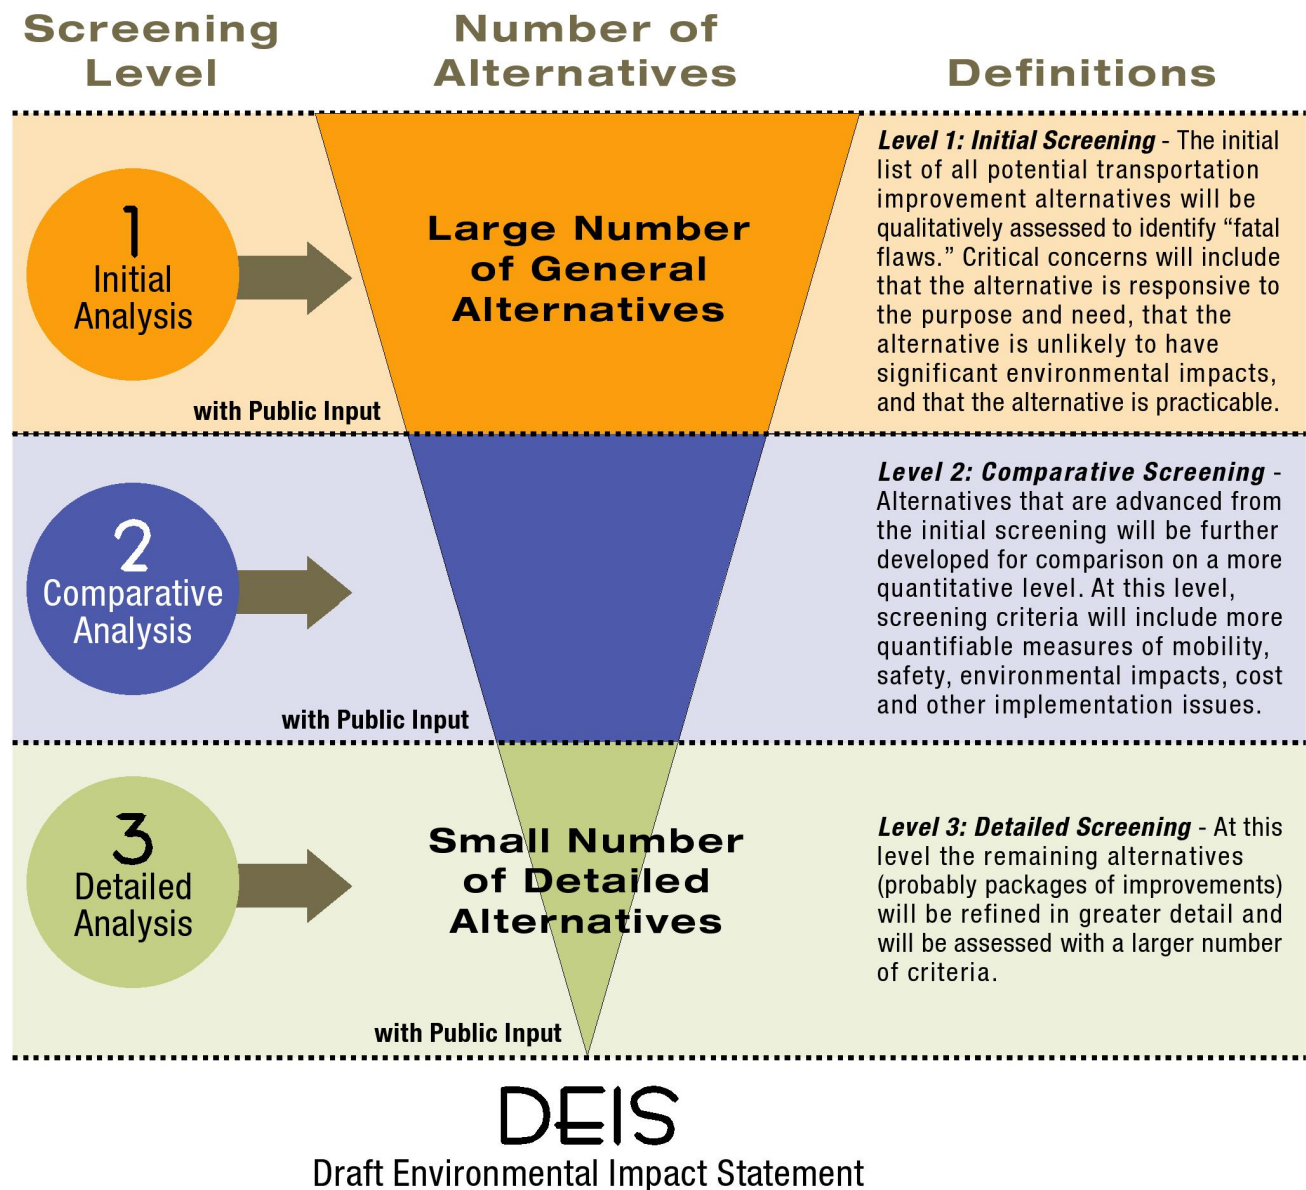 Screening
Level
Number of
Alternatives
Definitions
1
Initial
Analysis
with Public Input
Large Number
of General
Alternatives
Level 1: Initial Screening - The initial
list of all potential transportation
improvement alternatives will be
qualitatively assessed to identify “fatal
flaws.” Critical concerns will include
that the alternative is responsive to
the purpose and need, that the
alternative is unlikely to have
significant environmental impacts,
and that the alternative is practicable.
2
Comparative
Analysis
with Public Input
Level 2: Comparative Screening -
Alternatives that are advanced from
the initial screening will be further
developed for comparison on a more
quantitative level. At this level,
screening criteria will include more
quantifiable measures of mobility,
safety, environmental impacts, cost
and other implementation issues.
3
Detailed
Analysis
with Public Input
Small Number
of Detailed
Alternatives
Level 3: Detailed Screening - At this
level the remaining alternatives
(probably packages of improvements)
will be refined in greater detail and
will be assessed with a larger number
of criteria.
DEIS
Draft Environmental Impact Statement